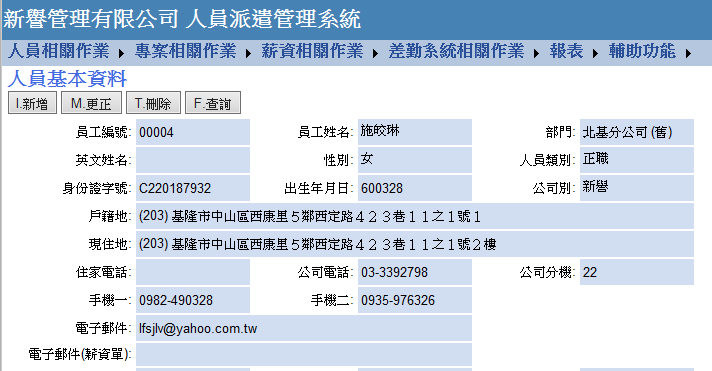 新譽管理有限公司 人員派遣管理系統
人員相關作業 專案相關作業 薪資相關作業 差勤系統相關作業 報表 輔助功能
人員基本資料
I.新增 M.更正 T.刪除 F.查詢
員工編號: 00004 員工姓名: 施皎琳 部門: 北基分公司(舊)
英文姓名: 性別: 女 人員類別: 正職
身份證字號: C220187932 出生年月日: 600328 公司別: 新譽
戶籍地: (203) 基隆市中山區西康里5鄰西定路423巷11之1號1
現住地: (203) 基隆市中山區西康里5鄰西定路423巷11之1號2樓
住家電話: 公司電話: 03-3392798 公司分機: 22
手機一: 0982-490328 手機二: 0935-976326
電子郵件: lfsjlv@yahoo.com.tw
電子郵件(薪資單):